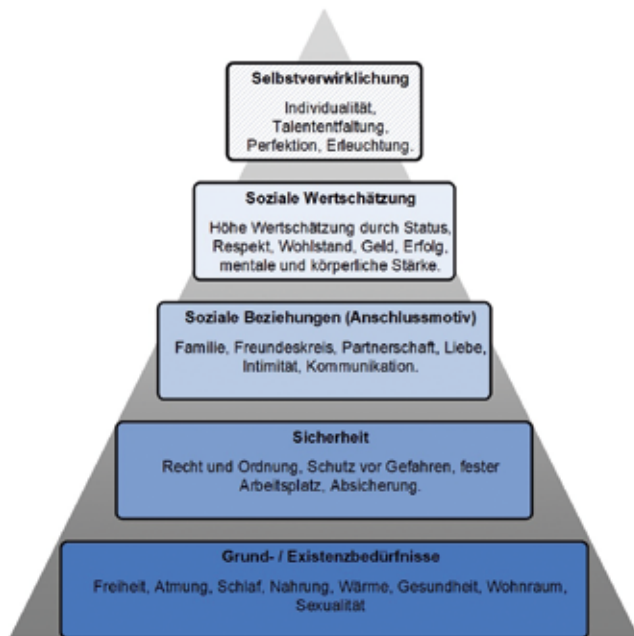 Selbstverwirklichung
Individualität,
Talententfaltung,
Perfektion, Erleuchtung.
Soziale Wertschätzung
Höhe Wertschätzung durch Status,
Respekt, Wohlstand, Geld, Erfolg,
mentale und körperliche Stärke.
Soziale Beziehungen (Anschlussmotiv)
Familie, Freundeskreis, Partnerschaft, Liebe,
Intimität, Kommunikation.
Sicherheit
Recht und Ordnung, Schutz vor Gefahren, fester
Arbeitsplatz, Absicherung.
Grund- / Existenzbedürfnisse
Freiheit, Atmung, Schlaf, Nahrung, Wärme, Gesundheit, Wohnraum,
Sexualität